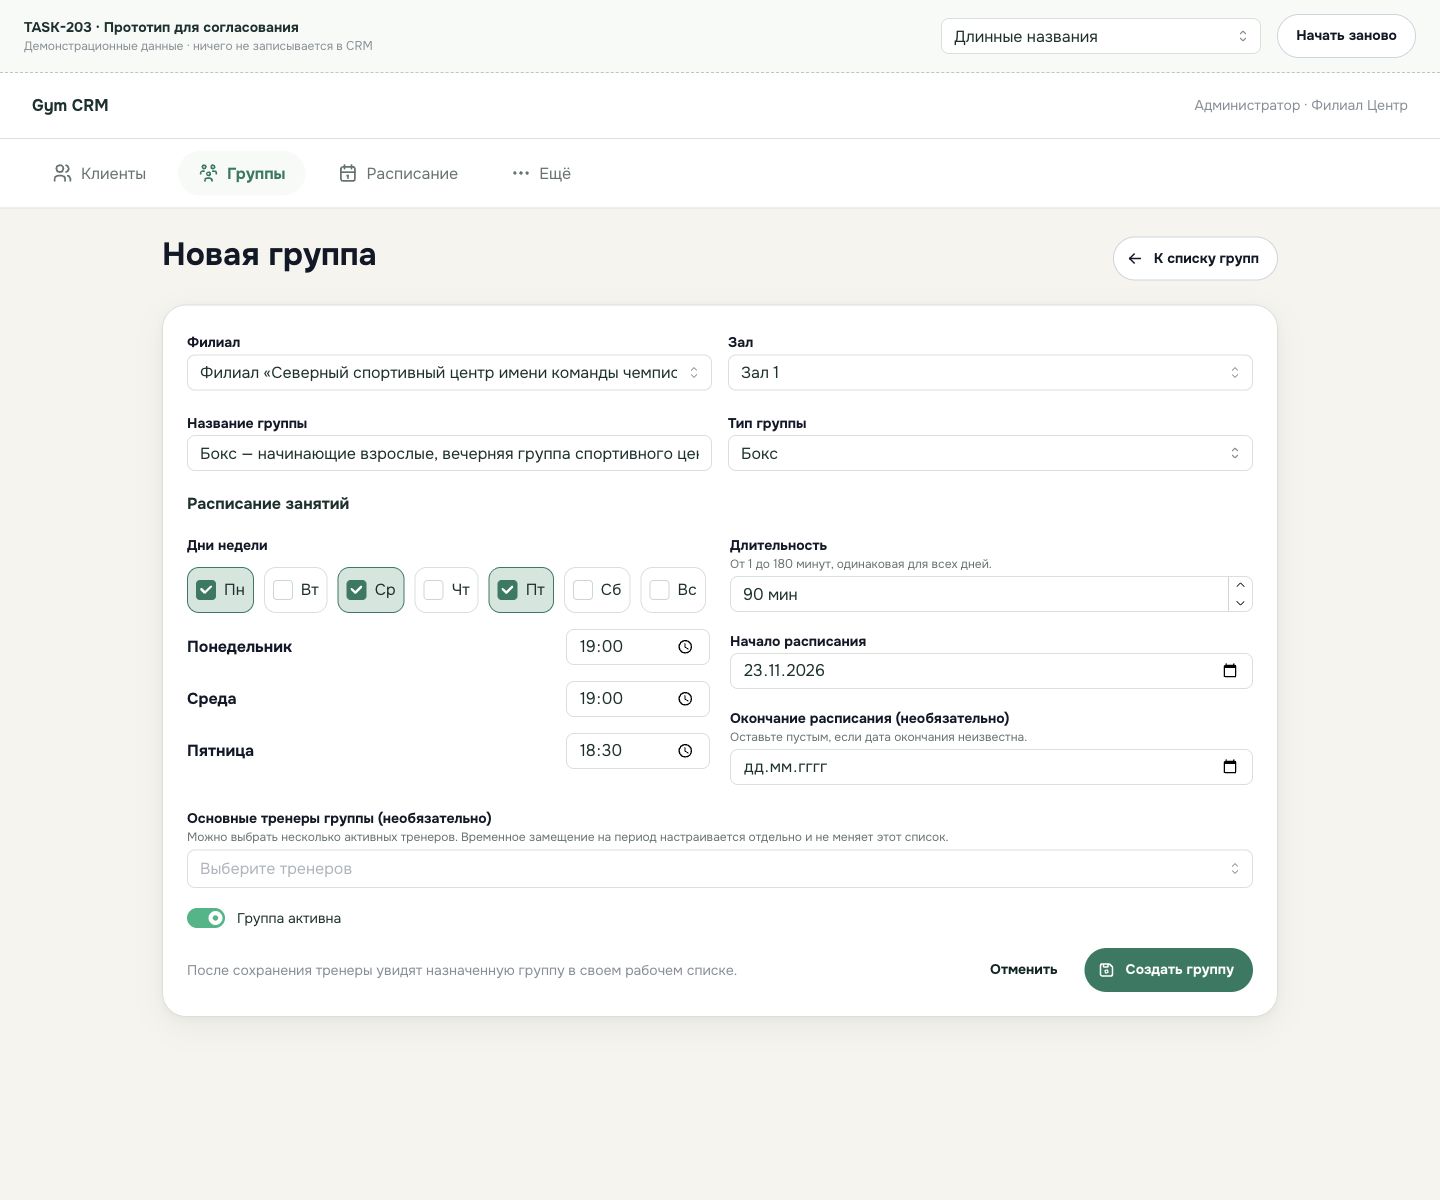 TASK-203 · Прототип для согласования
Демонстрационные данные · ничего не записывается в CRM
Длинные названия
Начать заново
Gym CRM
Администратор · Филиал Центр
Клиенты
Группы
Расписание
Ещё
Новая группа
К списку групп
Филиал
Зал
Филиал «Северный спортивный центр имени команды чемпис
Зал 1
Название группы
Тип группы
Бокс — начинающие взрослые, вечерняя группа спортивного цен
Бокс
Расписание занятий
Дни недели
Пн
Вт
Ср
Чт
Пт
Сб
Вс
Понедельник
19:00
Среда
19:00
Пятница
18:30
Длительность
От 1 до 180 минут, одинаковая для всех дней.
90 мин
Начало расписания
23.11.2026
Окончание расписания (необязательно)
Оставьте пустым, если дата окончания неизвестна.
дд.мм.гггг
Основные тренеры группы (необязательно)
Можно выбрать несколько активных тренеров. Временное замещение на период настраивается отдельно и не меняет этот список.
Выберите тренеров
Группа активна
После сохранения тренеры увидят назначенную группу в своем рабочем списке.
Отменить
Создать группу